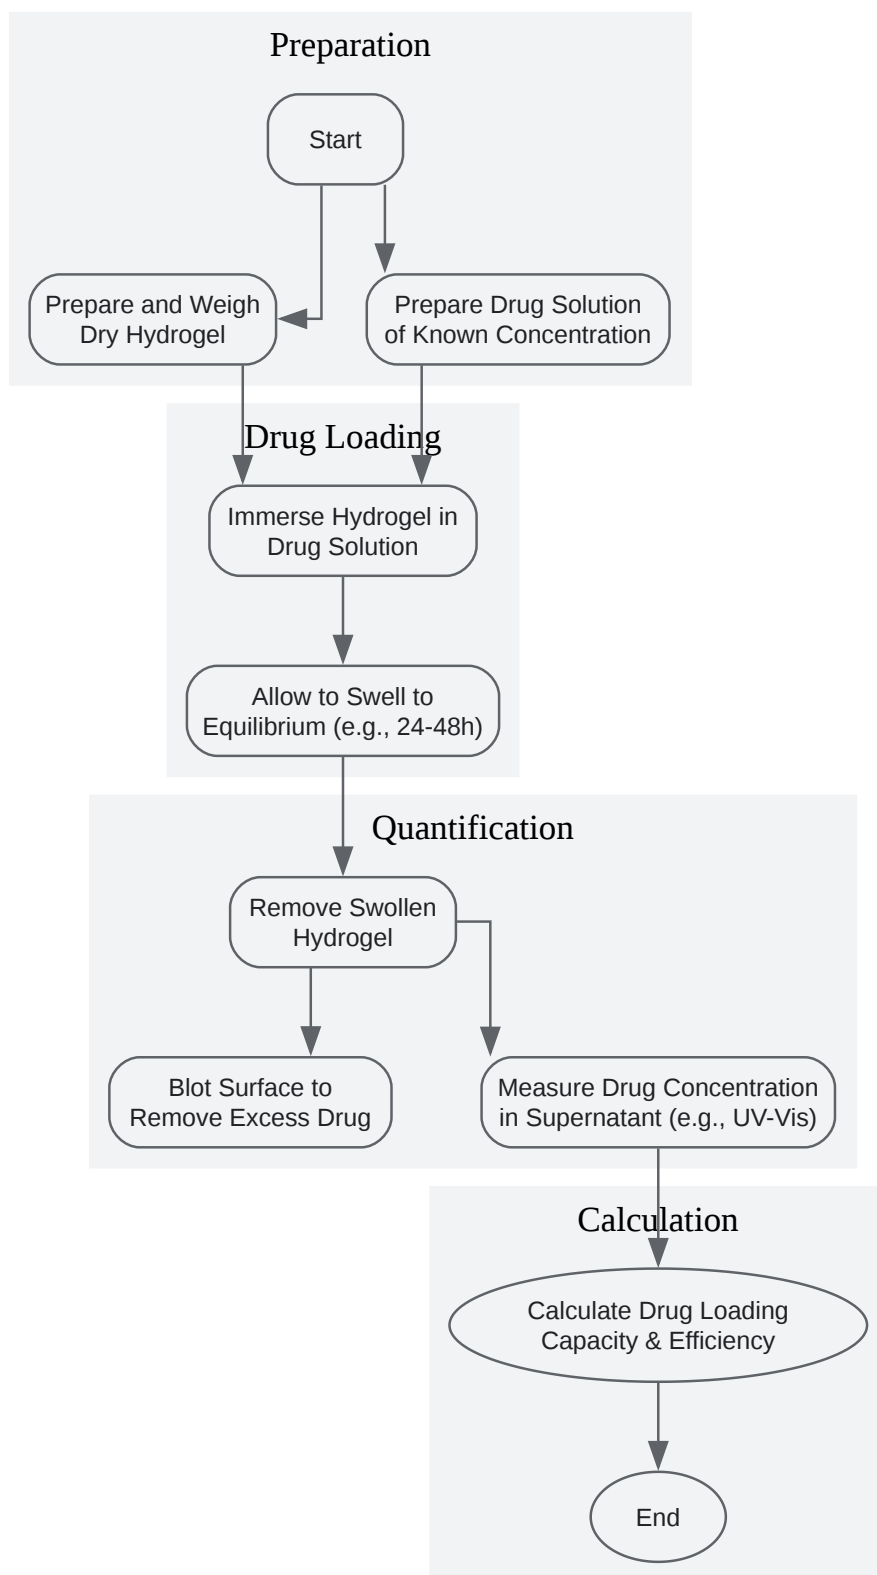 Preparation
Start
Prepare and Weigh
Dry Hydrogel
Prepare Drug Solution
of Known Concentration
Drug Loading
Immerse Hydrogel in
Drug Solution
Allow to Swell to
Equilibrium (e.g., 24-48h)
Quantification
Remove Swollen
Hydrogel
Blot Surface to
Remove Excess Drug
Measure Drug Concentration
in Supernatant (e.g., UV-Vis)
Calculation
Calculate Drug Loading
Capacity & Efficiency
End